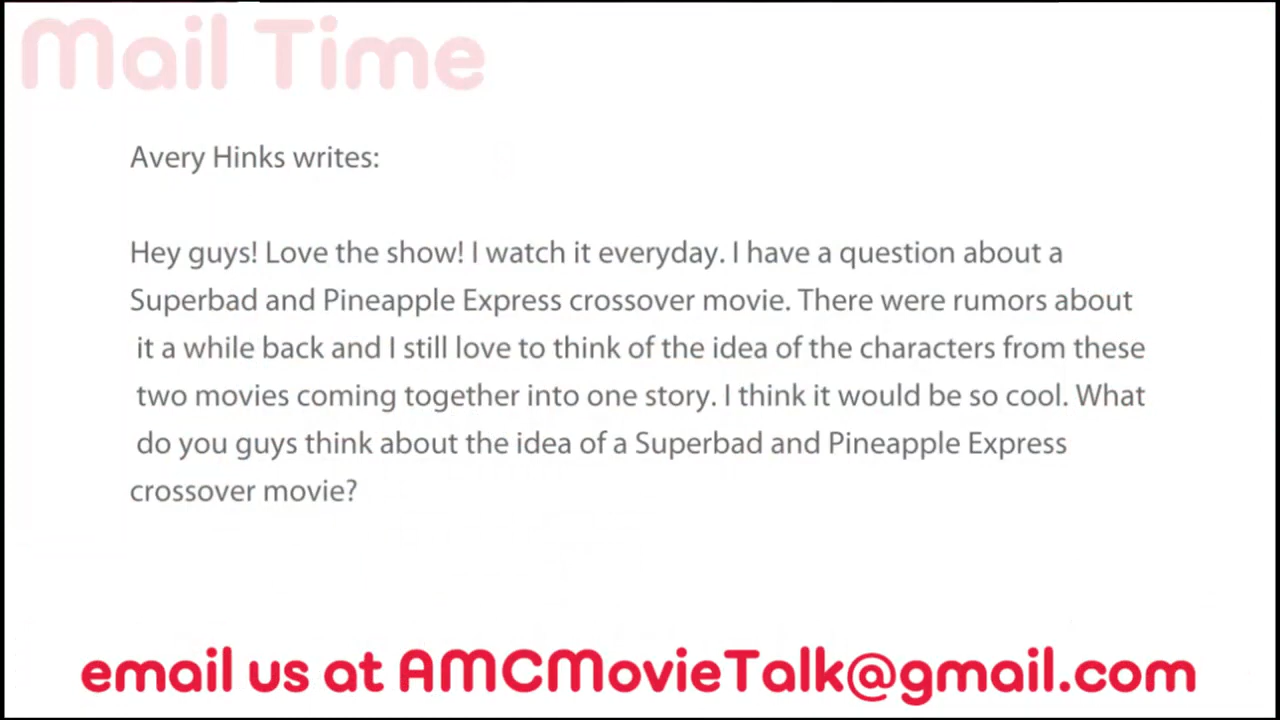 Mail Time
Avery Hinks writes:
Hey guys! Love the show! I watch it everyday. I have a question about a
Superbad and Pineapple Express crossover movie. There were rumors about
it a while back and I still love to think of the idea of the characters from these
two movies coming together into one story. I think it would be so cool. What
do you guys think about the idea of a Superbad and Pineapple Express
crossover movie?
email us at AMCMovieTalk@gmail.com